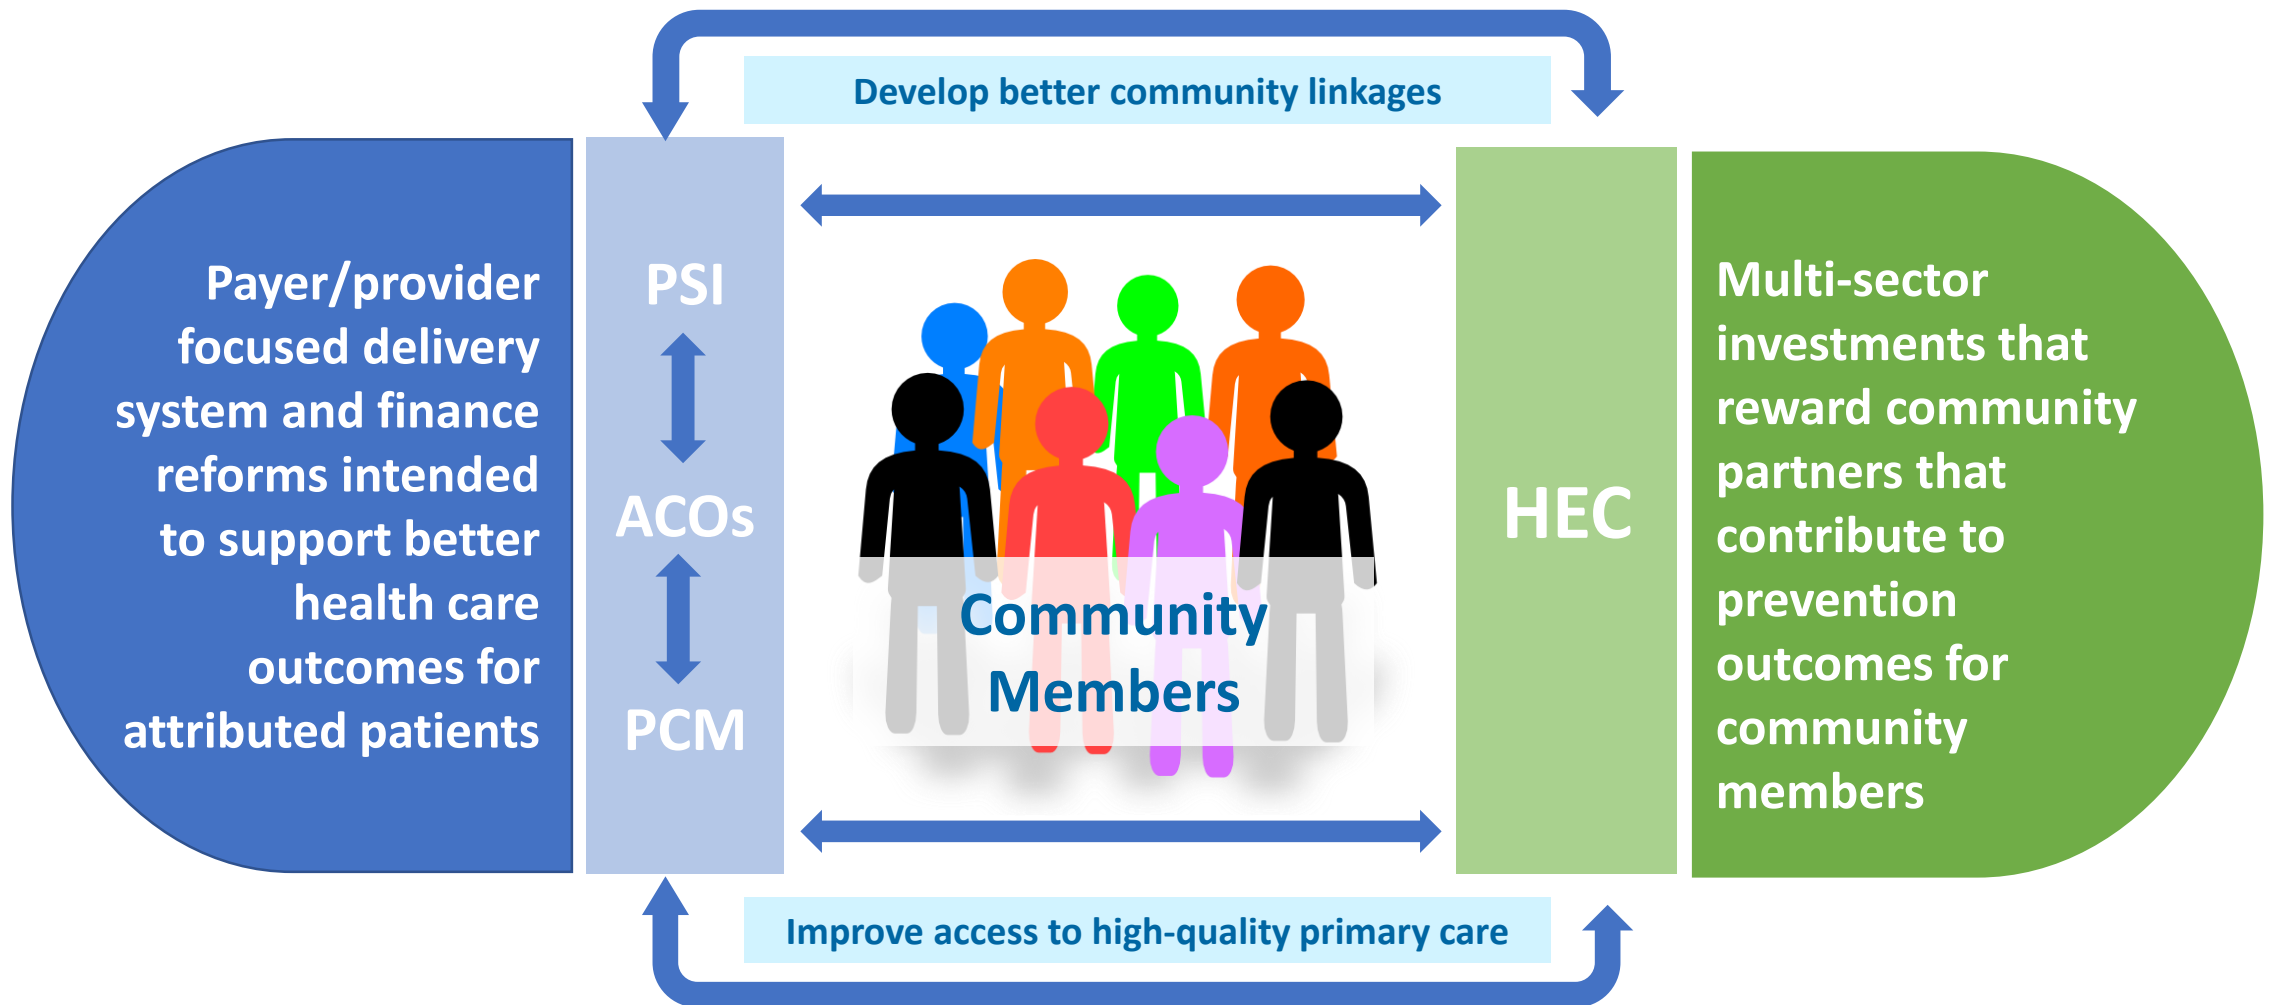 Develop better community linkages
Payer/provider
focused delivery
system and finance
reforms intended
to support better
health care
outcomes for
attributed patients
PSI
ACOs
PCM
Community
Members
HEC
Multi-sector
investments that
reward community
partners that
contribute to
prevention
outcomes for
community
members
Improve access to high-quality primary care